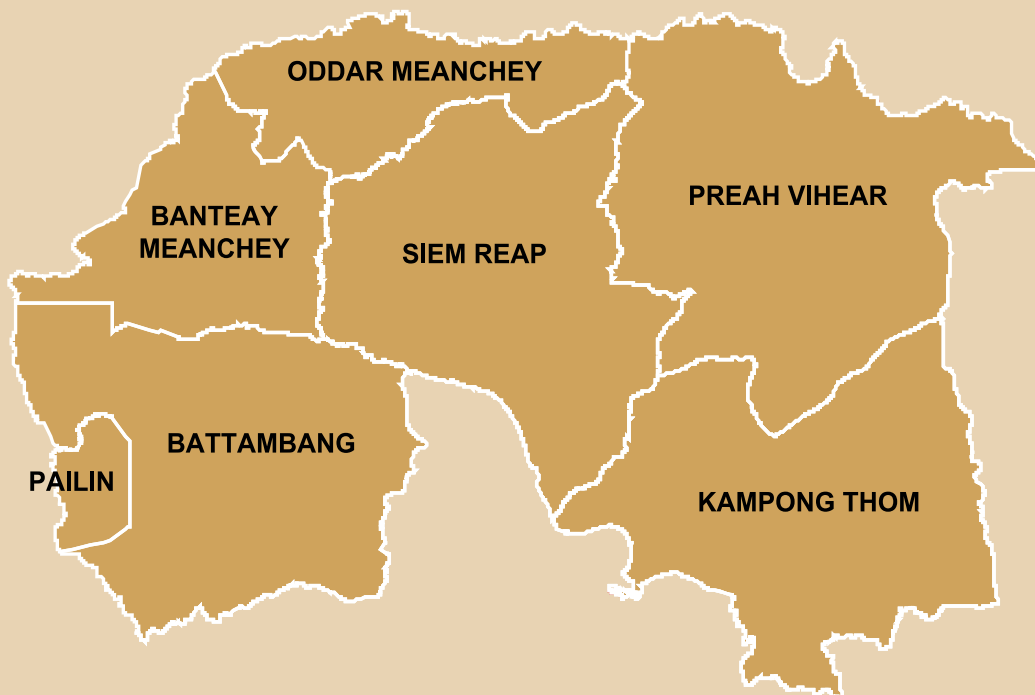 ODDAR MEANCHEY
PREAH VIHEAR
BANTEAY
MEANCHEY
SIEM REAP
BATTAMBANG
PAILIN
KAMPONG THOM